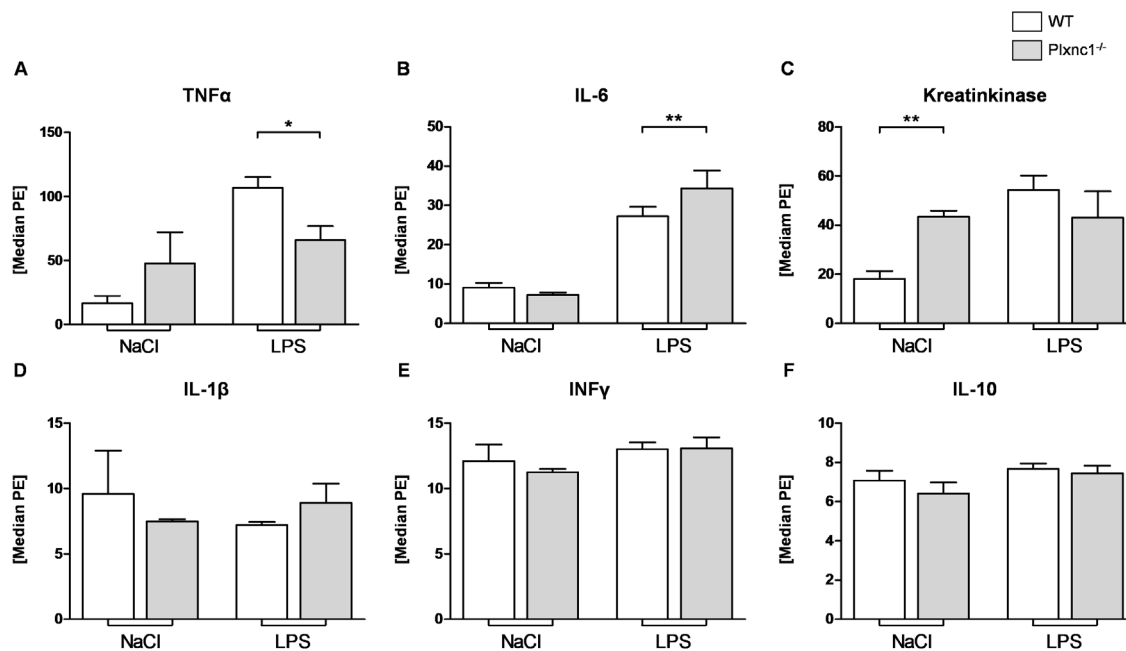 WT
Plxnc1-/-
A
TNFα
*
[Median PE]
150
100
50
0
NaCl
LPS
B
IL-6
**
[Median PE]
50
40
30
20
10
0
NaCl
LPS
C
Kreatinkinase
**
[Mediam PE]
80
60
40
20
0
NaCl
LPS
D
IL-1β
[Median PE]
15
10
5
0
NaCl
LPS
E
INFγ
[Median PE]
15
10
5
0
NaCl
LPS
F
IL-10
[Median PE]
10
8
6
4
2
0
NaCl
LPS